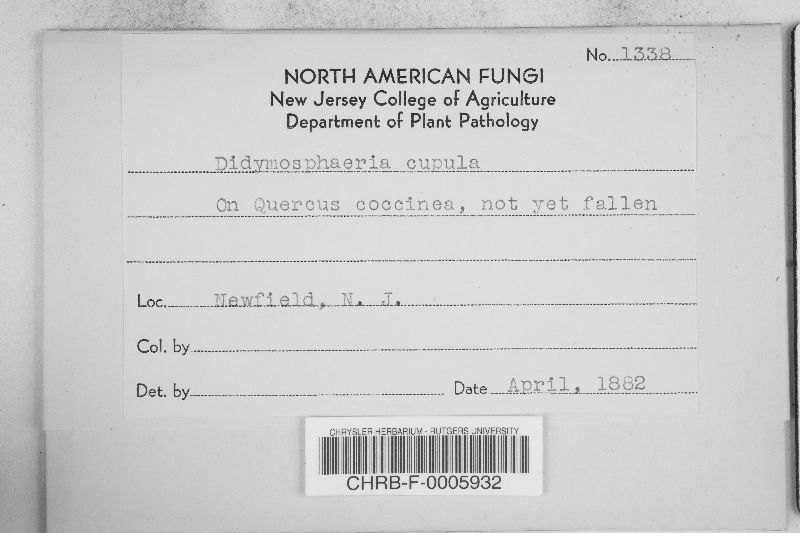 No. 1338
NORTH AMERICAN FUNGI
New Jersey College of Agriculture
Department of Plant Pathology
Didymosphaeria cupula
On Quercus coccinea, not yet fallen
Loc. Newfield, N. J.
Col. by
Det. by Date April, 1882
CHRYSLER HERBARIUM - RUTGERS UNIVERSITY
CHRB-F-0005932